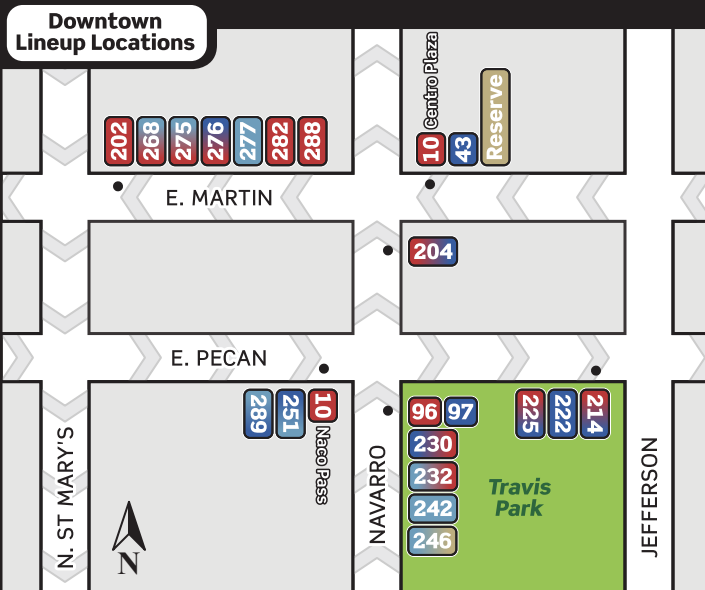 Downtown
Lineup Locations
202
268
275
276
277
282
288
10
Centro Plaza
43
Reserve
E. MARTIN
204
E. PECAN
289
251
10
Naco Pass
96
97
230
232
242
246
225
222
214
Travis
Park
N. ST MARY'S
NAVARRO
JEFFERSON
N